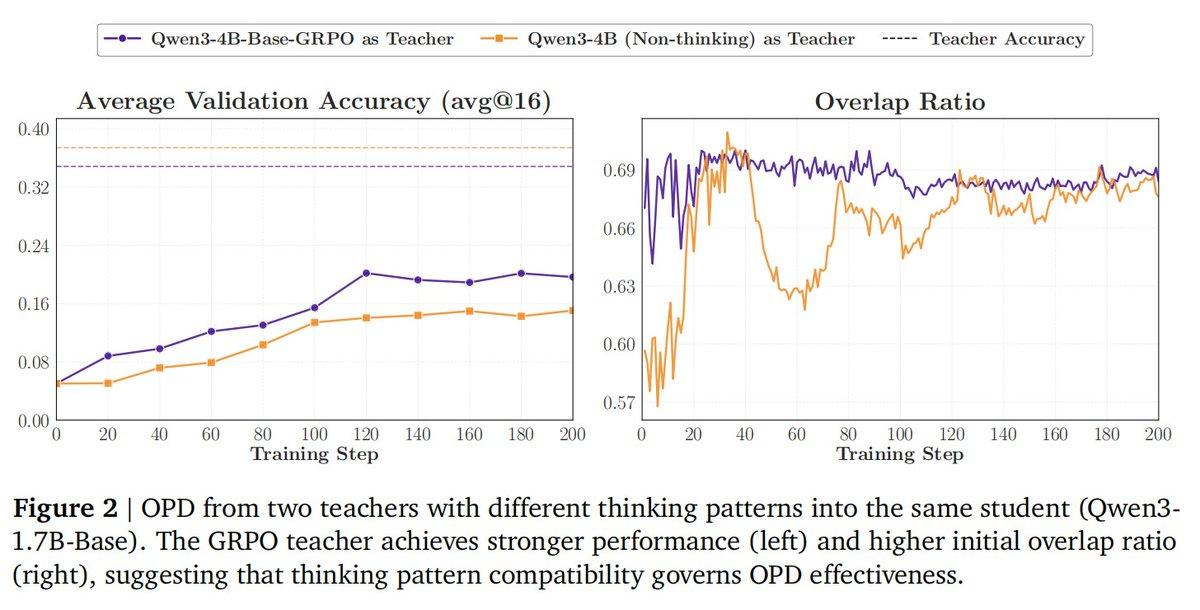 Qwen3-4B-Base-GRPO as Teacher
Qwen3-4B (Non-thinking) as Teacher
Teacher Accuracy
Average Validation Accuracy (avg@16)
0.40
0.32
0.24
0.16
0.08
0.00
0 20 40 60 80 100 120 140 160 180 200
Training Step
Overlap Ratio
0.69
0.66
0.63
0.60
0.57
0 20 40 60 80 100 120 140 160 180 200
Training Step
Figure 2 | OPD from two teachers with different thinking patterns into the same student (Qwen3-
1.7B-Base). The GRPO teacher achieves stronger performance (left) and higher initial overlap ratio
(right), suggesting that thinking pattern compatibility governs OPD effectiveness.